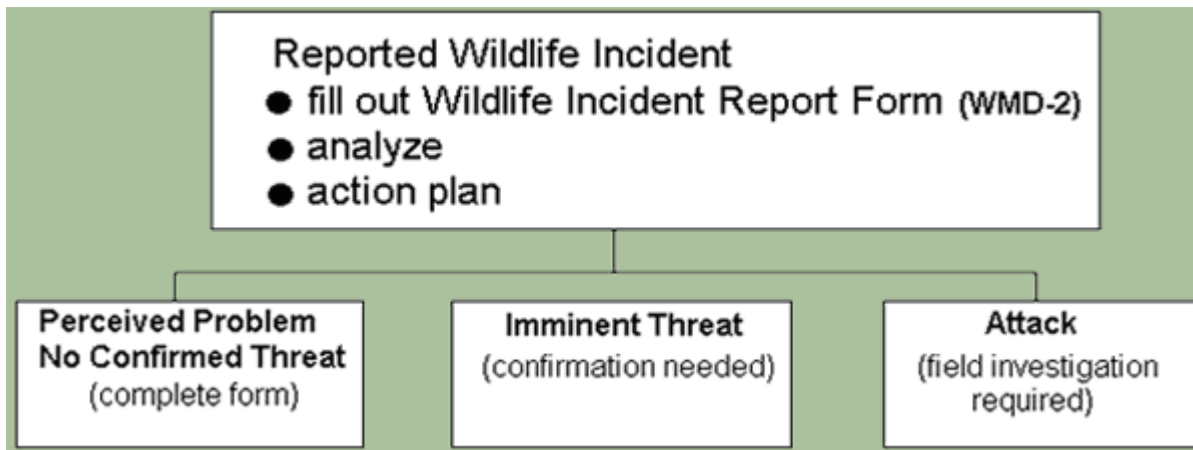 Reported Wildlife Incident
● fill out Wildlife Incident Report Form (WMD-2)
● analyze
● action plan
Perceived Problem
No Confirmed Threat
(complete form)
Imminent Threat
(confirmation needed)
Attack
(field investigation
required)